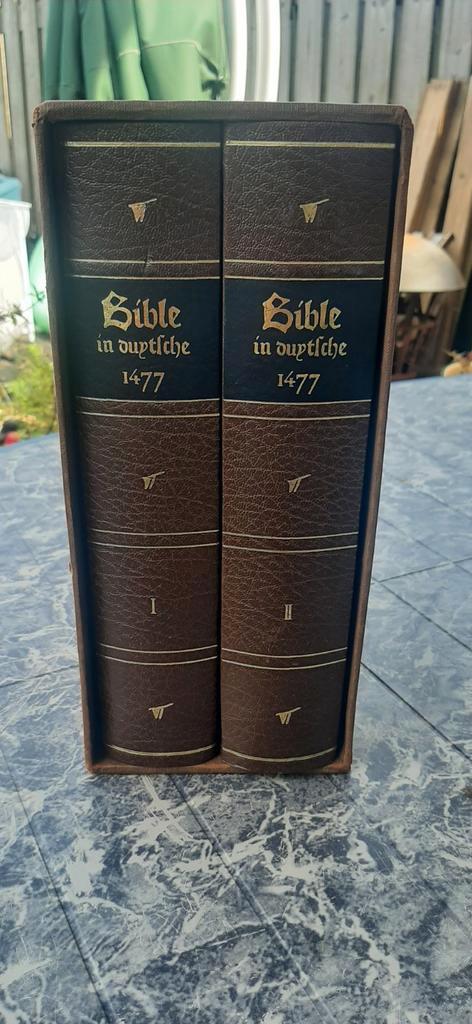 Bible
in duytsche
1477
I
Bible
in duytsche
1477
II